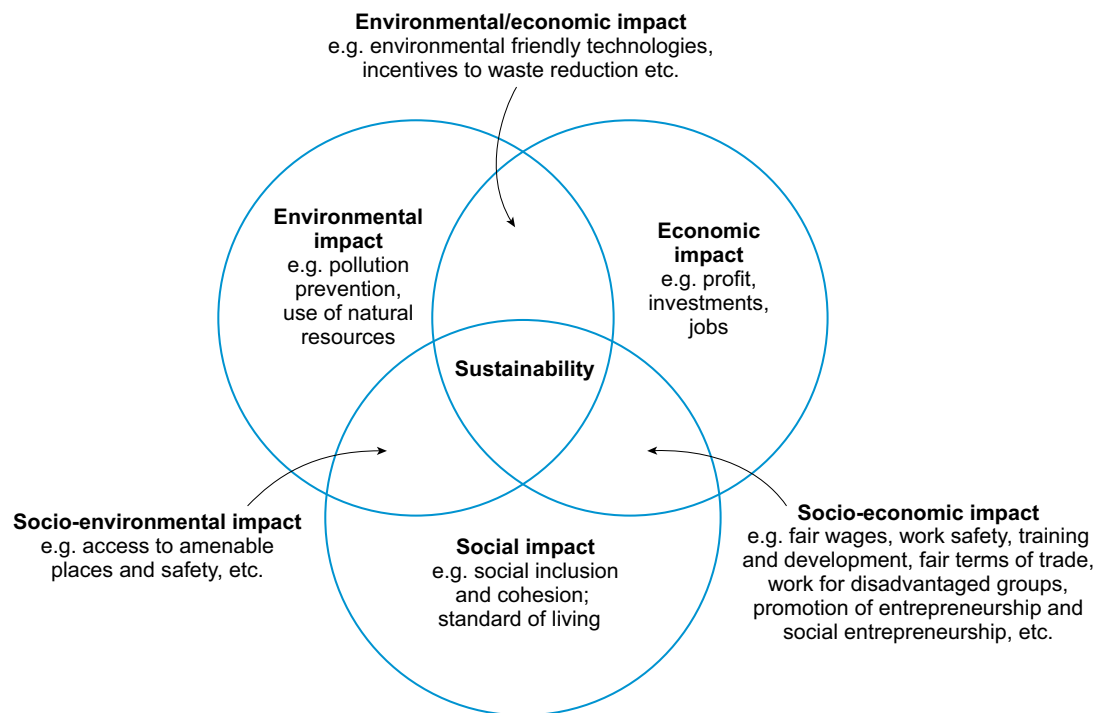 Environmental/economic impact
e.g. environmental friendly technologies,
incentives to waste reduction etc.
Environmental
impact
e.g. pollution
prevention,
use of natural
resources
Economic
impact
e.g. profit,
investments,
jobs
Sustainability
Socio-environmental impact
e.g. access to amenable
places and safety, etc.
Social impact
e.g. social inclusion
and cohesion;
standard of living
Socio-economic impact
e.g. fair wages, work safety, training
and development, fair terms of trade,
work for disadvantaged groups,
promotion of entrepreneurship and
social entrepreneurship, etc.